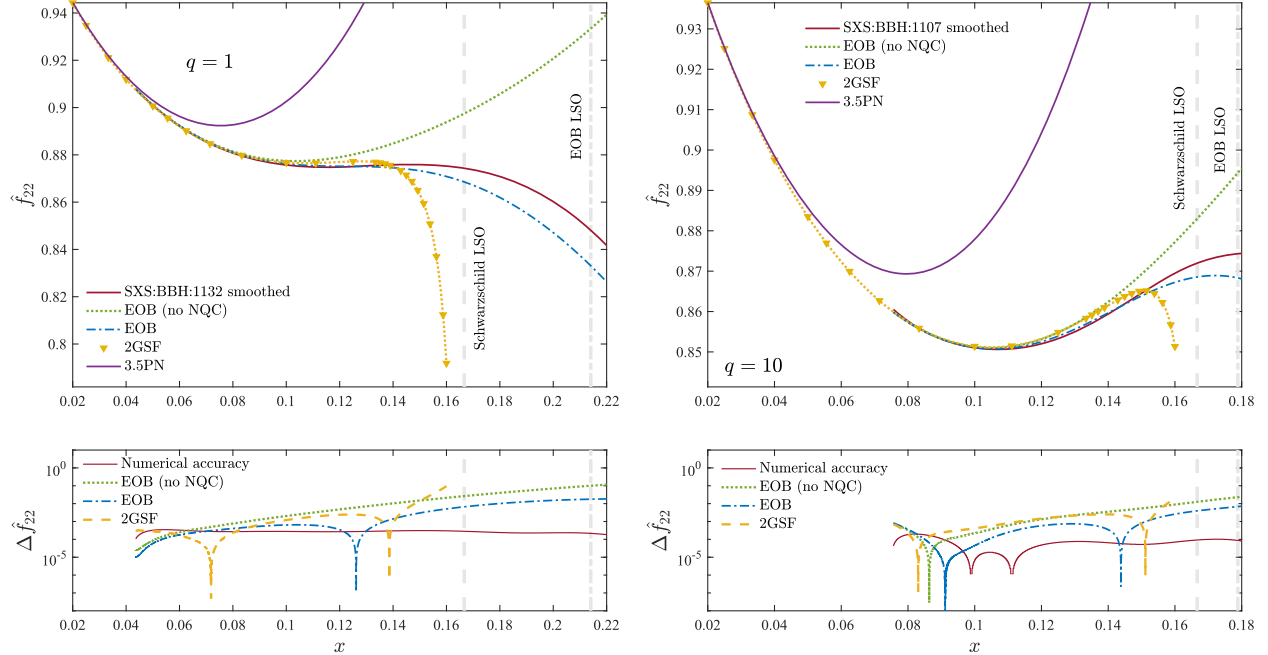 0.94
0.92
0.9
0.88
0.86
0.84
0.82
0.8
f̂22
q = 1
EOB LSO
Schwarzschild LSO
SXS:BBH:1132 smoothed
EOB (no NQC)
EOB
2GSF
3.5PN
0.02 0.04 0.06 0.08 0.1 0.12 0.14 0.16 0.18 0.2 0.22
0.93
0.92
0.91
0.9
0.89
0.88
0.87
0.86
0.85
f̂22
SXS:BBH:1107 smoothed
EOB (no NQC)
EOB
2GSF
3.5PN
Schwarzschild LSO
EOB LSO
q = 10
0.02 0.04 0.06 0.08 0.1 0.12 0.14 0.16 0.18
10^0
10^-5
Δf̂22
Numerical accuracy
EOB (no NQC)
EOB
2GSF
0.02 0.04 0.06 0.08 0.1 0.12 0.14 0.16 0.18 0.2 0.22
x
10^0
10^-5
Δf̂22
Numerical accuracy
EOB (no NQC)
EOB
2GSF
0.02 0.04 0.06 0.08 0.1 0.12 0.14 0.16 0.18
x